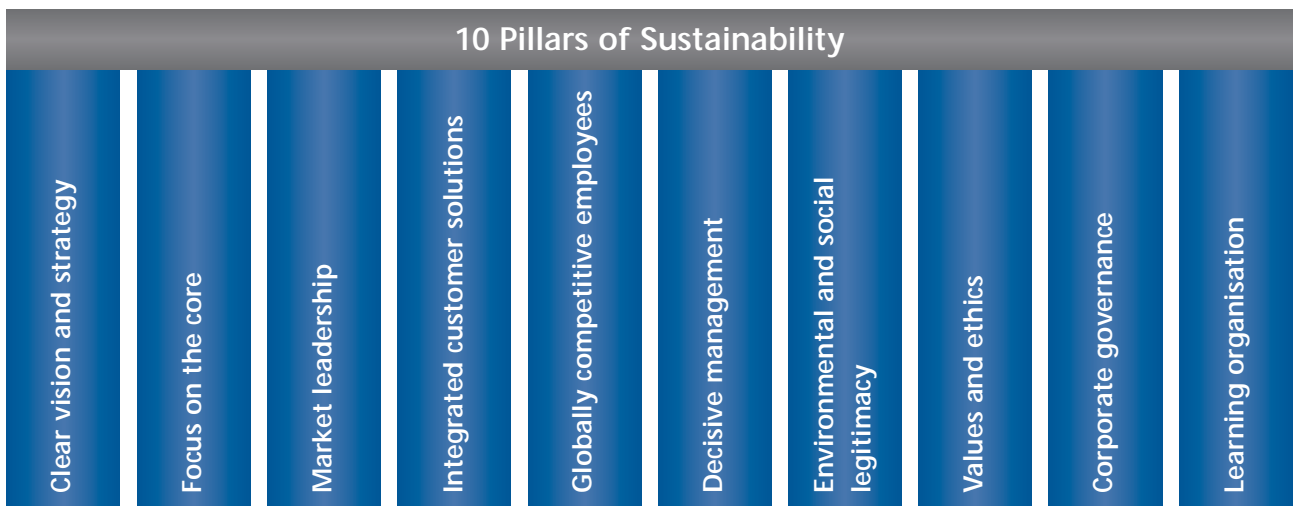 10 Pillars of Sustainability
Clear vision and strategy
Focus on the core
Market leadership
Integrated customer solutions
Globally competitive employees
Decisive management
Environmental and social
legitimacy
Values and ethics
Corporate governance
Learning organisation